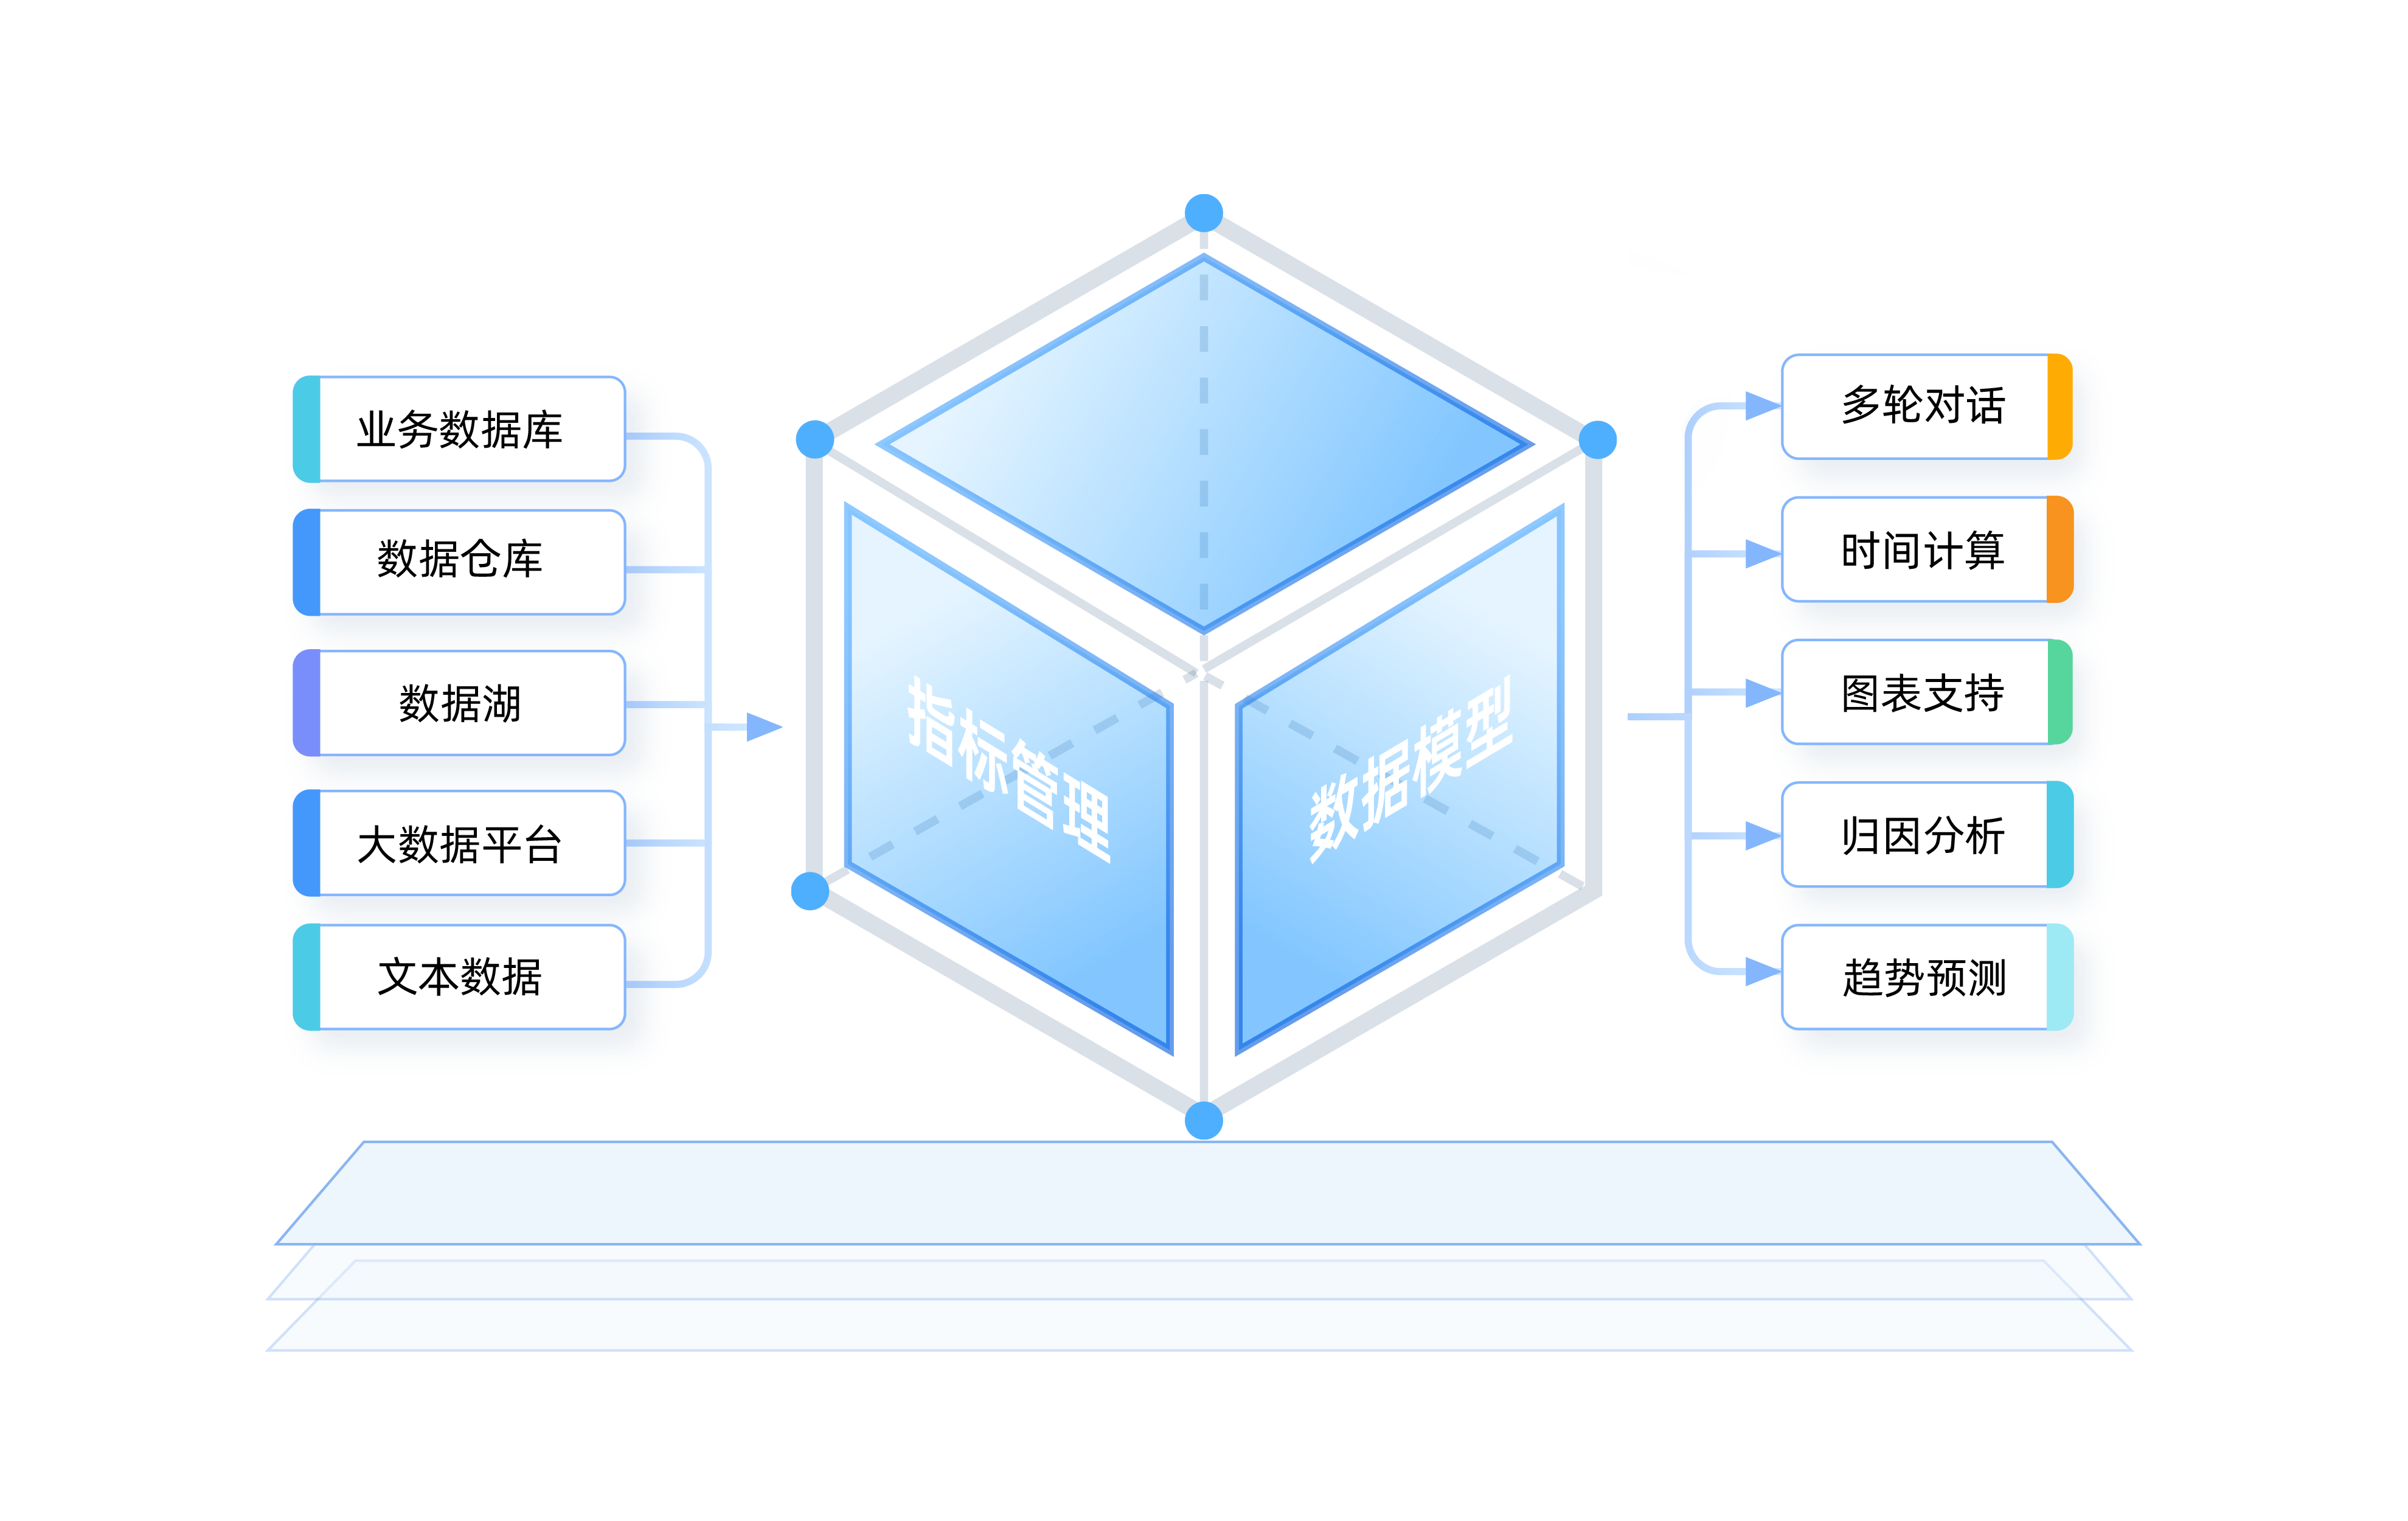 业务数据库
数据仓库
数据湖
大数据平台
文本数据
指标管理
数据模型
多轮对话
时间计算
图表支持
归因分析
趋势预测